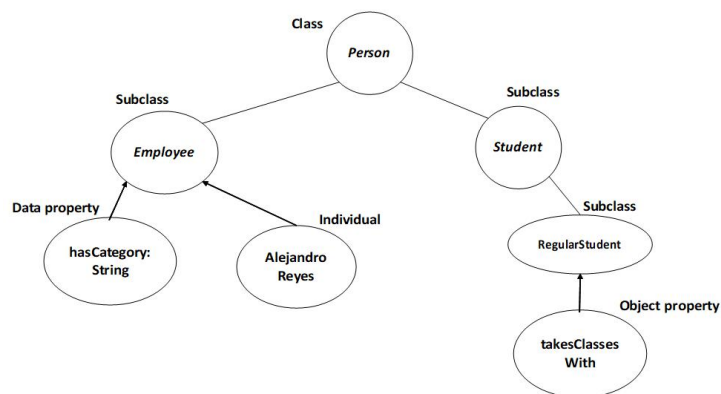 Class
Person
Subclass
Employee
Subclass
Student
Data property
hasCategory:
String
Individual
Alejandro
Reyes
Subclass
RegularStudent
Object property
takesClasses
With